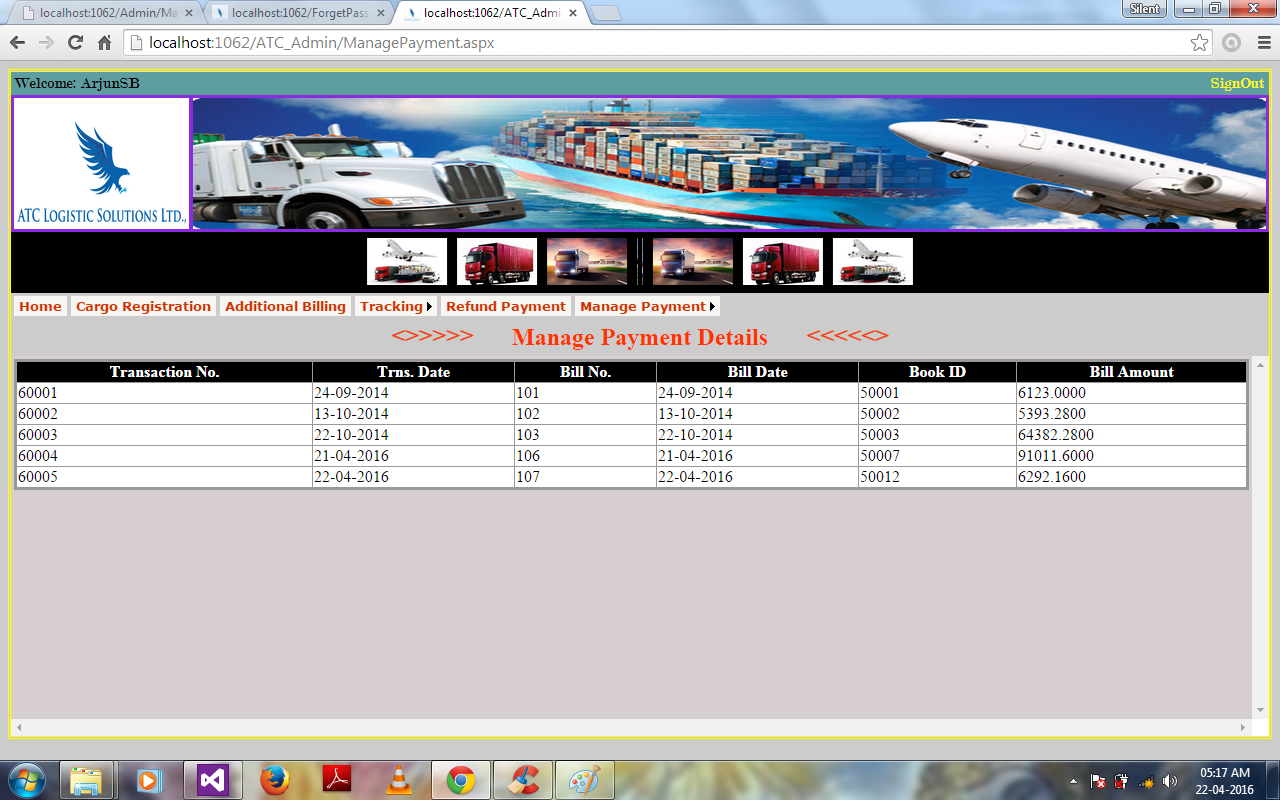 localhost:1062/Admin/Ma
localhost:1062/ForgetPass
localhost:1062/ATC_Admi
Silent
localhost:1062/ATC_Admin/ManagePayment.aspx
Welcome: ArjunSB
SignOut
ATC LOGISTIC SOLUTIONS LTD.,
Home
Cargo Registration
Additional Billing
Tracking
Refund Payment
Manage Payment
<>>>>> Manage Payment Details <<<<<>
Transaction No. Trns. Date Bill No. Bill Date Book ID Bill Amount
60001 24-09-2014 101 24-09-2014 50001 6123.0000
60002 13-10-2014 102 13-10-2014 50002 5393.2800
60003 22-10-2014 103 22-10-2014 50003 64382.2800
60004 21-04-2016 106 21-04-2016 50007 91011.6000
60005 22-04-2016 107 22-04-2016 50012 6292.1600
05:17 AM
22-04-2016